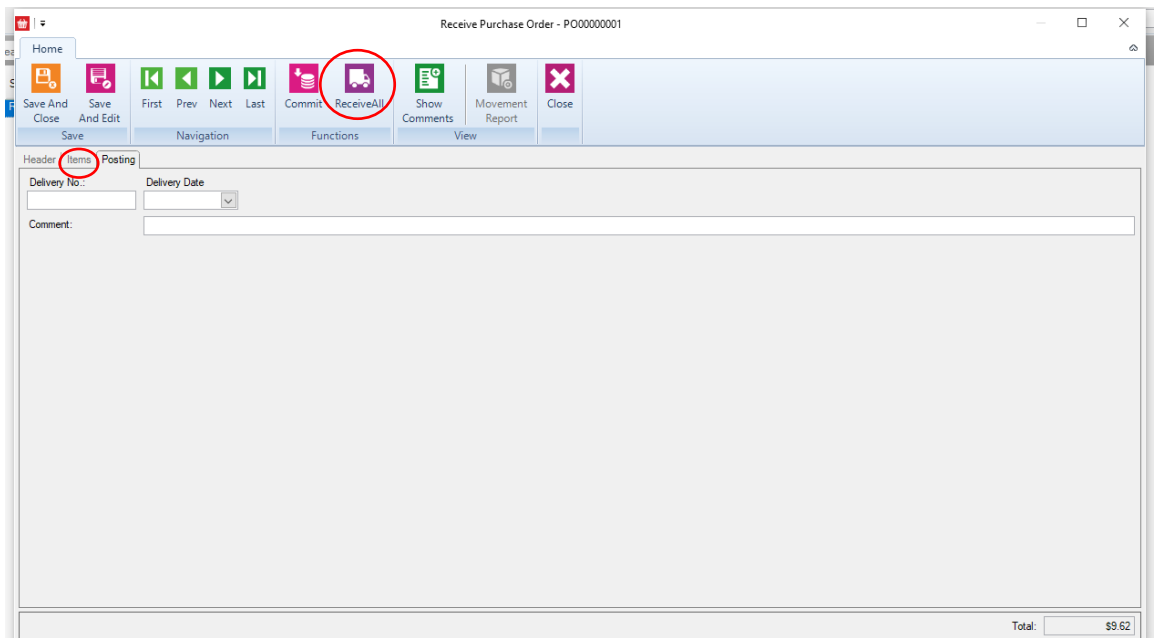 Receive Purchase Order - PO00000001
Home
Save And Close
Save And Edit
First
Prev
Next
Last
Commit
ReceiveAll
Show Comments
Movement Report
Close
Save
Navigation
Functions
View
Header
Items
Posting
Delivery No.:
Delivery Date
Comment:
Total:
$9.62